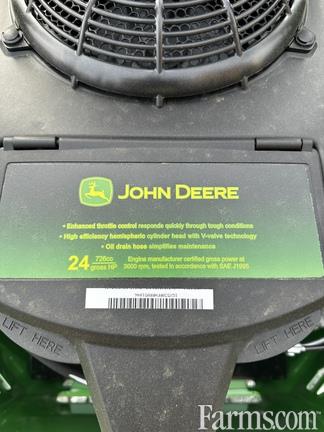 JOHN DEERE
• Enhanced throttle control responds quickly through tough conditions
• High efficiency hemispheric cylinder head with V-valve technology
• Oil drain hose simplifies maintenance
24 726cc gross HP Engine manufacturer certified gross power at
3600 rpm, tested in accordance with SAE J1995
LIFT HERE
LIFT HERE
Farms.com